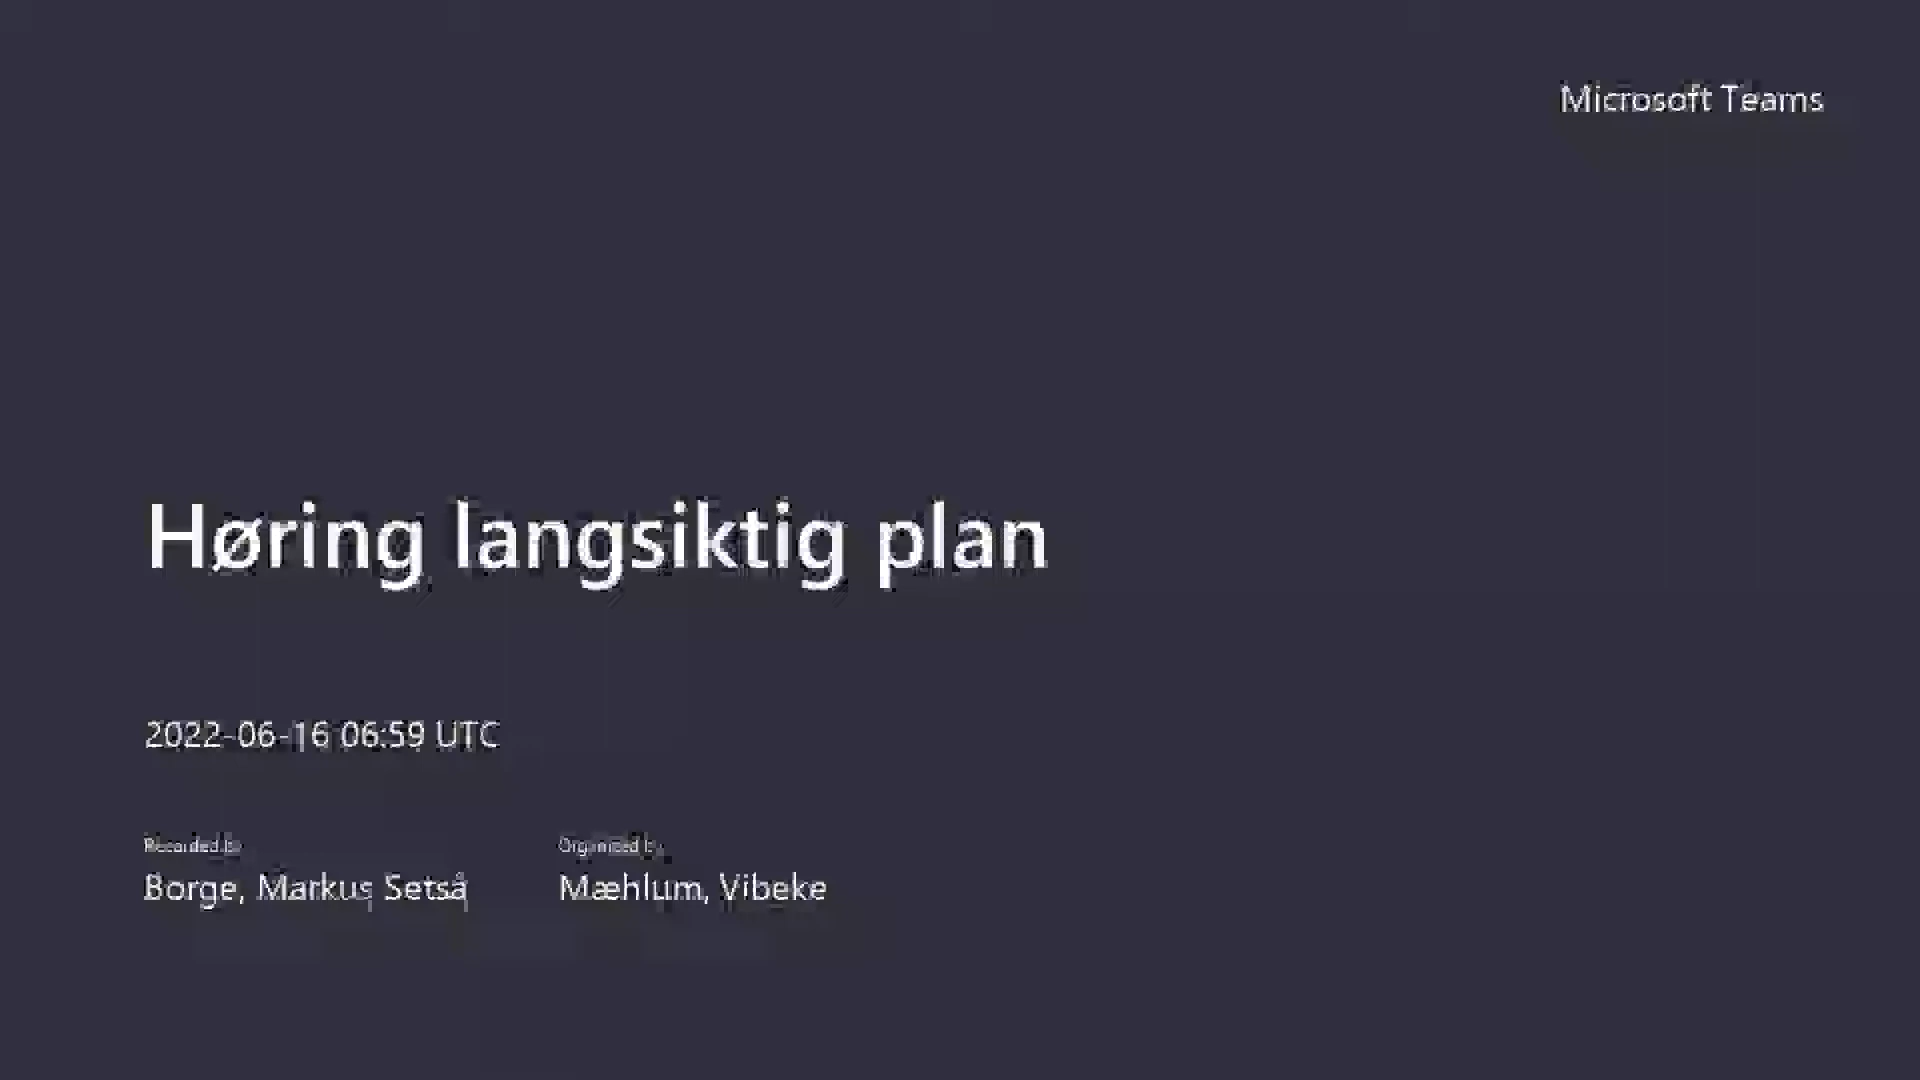 Microsoft Teams
Høring langsiktig plan
2022-06-16 06:59 UTC
Recorded by
Organized by
Borge, Markus Setså
Mæhlum, Vibeke